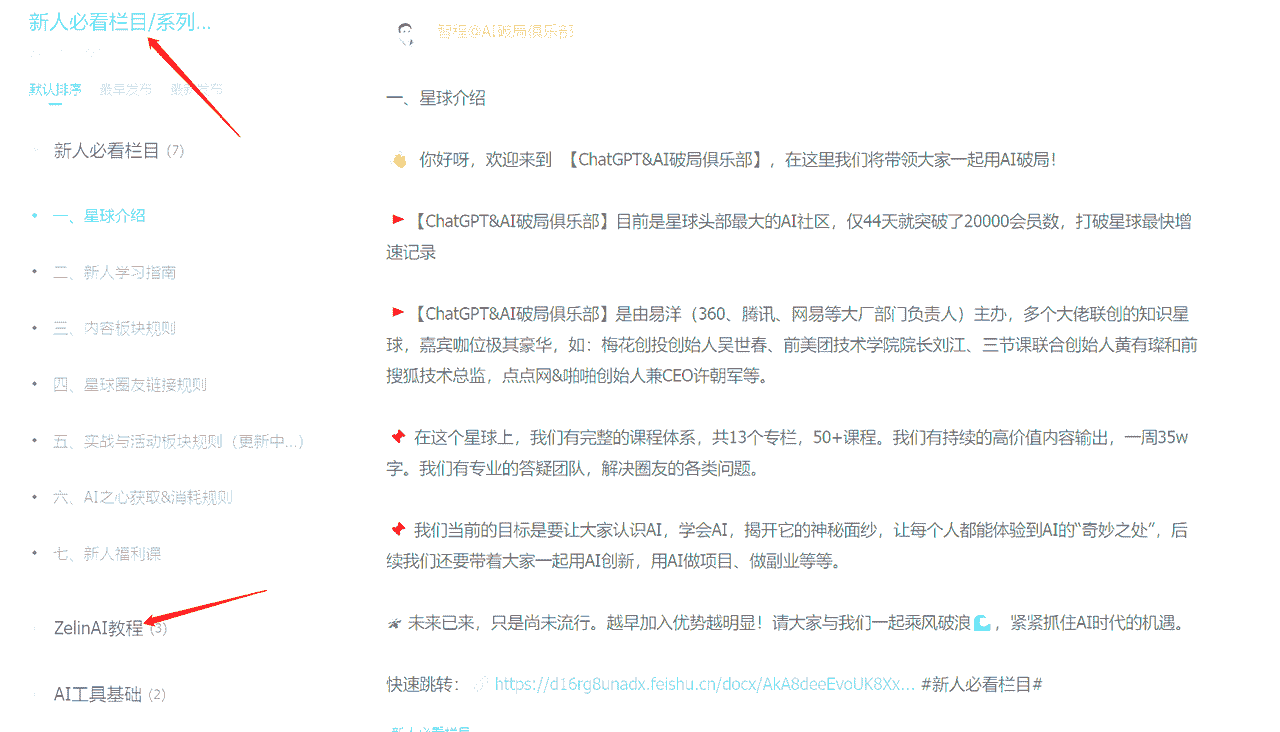 新人必看栏目/系列...
默认排序 最早发布 最新发布
新人必看栏目 (7)
• 一、星球介绍
• 二、新人学习指南
• 三、内容板块规则
• 四、星球圈友链接规则
• 五、实战与活动板块规则（更新中...）
• 六、AI之心获取&消耗规则
• 七、新人福利课
ZelinAI教程 (3)
AI工具基础 (2)
智程@AI破局俱乐部
一、星球介绍
👋 你好呀，欢迎来到 【ChatGPT&AI破局俱乐部】，在这里我们将带领大家一起用AI破局！
🚩【ChatGPT&AI破局俱乐部】目前是星球头部最大的AI社区，仅44天就突破了20000会员数，打破星球最快增
速记录
🚩【ChatGPT&AI破局俱乐部】是由易洋（360、腾讯、网易等大厂部门负责人）主办，多个大佬联创的知识星
球，嘉宾咖位极其豪华，如：梅花创投创始人吴世春、前美团技术学院院长刘江、三节课联合创始人黄有璨和前
搜狐技术总监，点点网&啪啪创始人兼CEO许朝军等。
📌 在这个星球上，我们有完整的课程体系，共13个专栏，50+课程。我们有持续的高价值内容输出，一周35w
字。我们有专业的答疑团队，解决圈友的各类问题。
📌 我们当前的目标是要让大家认识AI，学会AI，揭开它的神秘面纱，让每个人都能体验到AI的“奇妙之处”，后
续我们还要带着大家一起用AI创新，用AI做项目、做副业等等。
未来已来，只是尚未流行。越早加入优势越明显！请大家与我们一起乘风破浪🌊，紧紧抓住AI时代的机遇。
快速跳转： https://d16rg8unadx.feishu.cn/docx/AkA8deeEvoUK8Xx... #新人必看栏目#